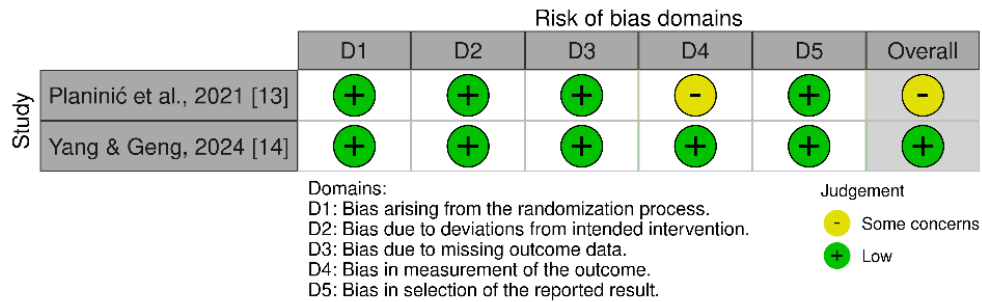 Risk of bias domains
D1 D2 D3 D4 D5 Overall
Study
Planinić et al., 2021 [13] + + + - + -
Yang & Geng, 2024 [14] + + + + + +
Domains:
D1: Bias arising from the randomization process.
D2: Bias due to deviations from intended intervention.
D3: Bias due to missing outcome data.
D4: Bias in measurement of the outcome.
D5: Bias in selection of the reported result.
Judgement
- Some concerns
+ Low